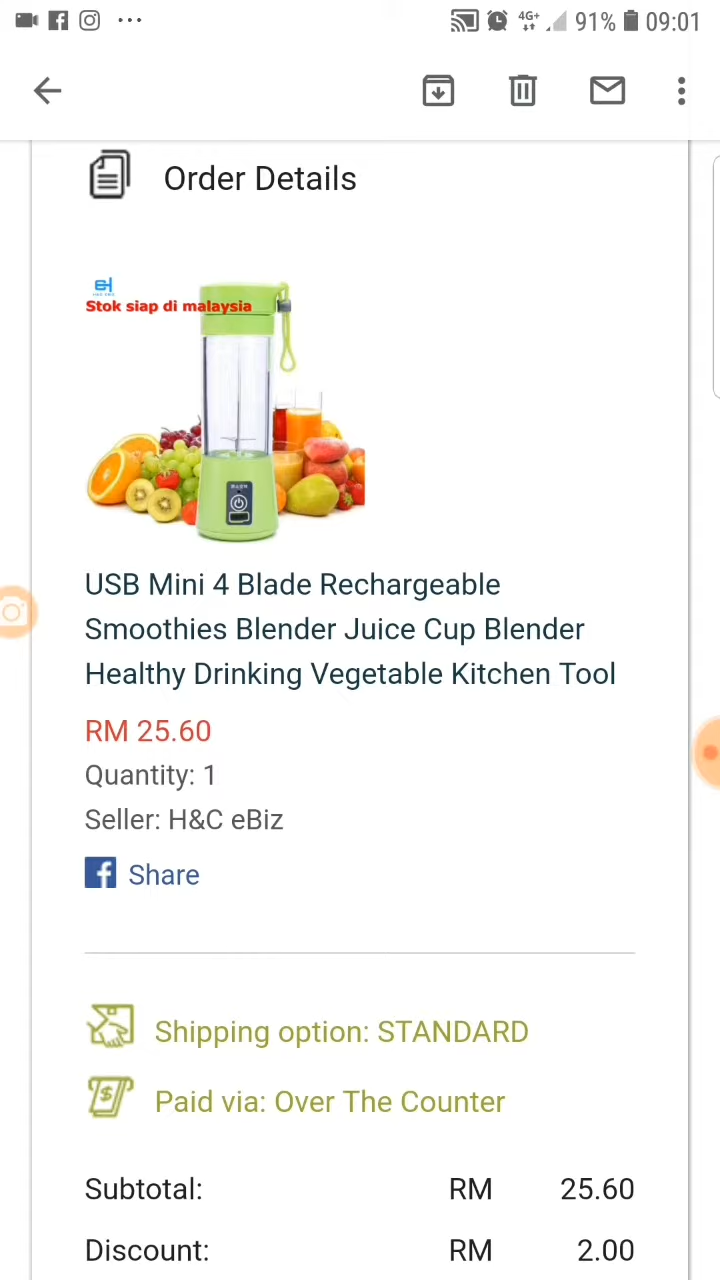 4G+ 91% 09:01
Order Details
Stok siap di malaysia
USB Mini 4 Blade Rechargeable
Smoothies Blender Juice Cup Blender
Healthy Drinking Vegetable Kitchen Tool
RM 25.60
Quantity: 1
Seller: H&C eBiz
Share
Shipping option: STANDARD
Paid via: Over The Counter
Subtotal: RM 25.60
Discount: RM 2.00